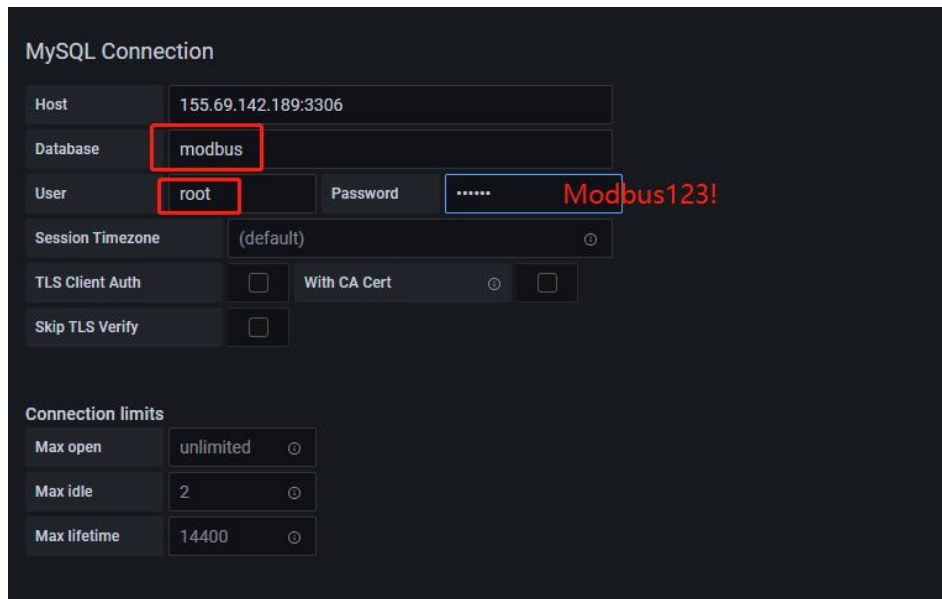 MySQL Connection
Host 155.69.142.189:3306
Database modbus
User root Password •••••• Modbus123!
Session Timezone (default)
TLS Client Auth With CA Cert
Skip TLS Verify
Connection limits
Max open unlimited
Max idle 2
Max lifetime 14400